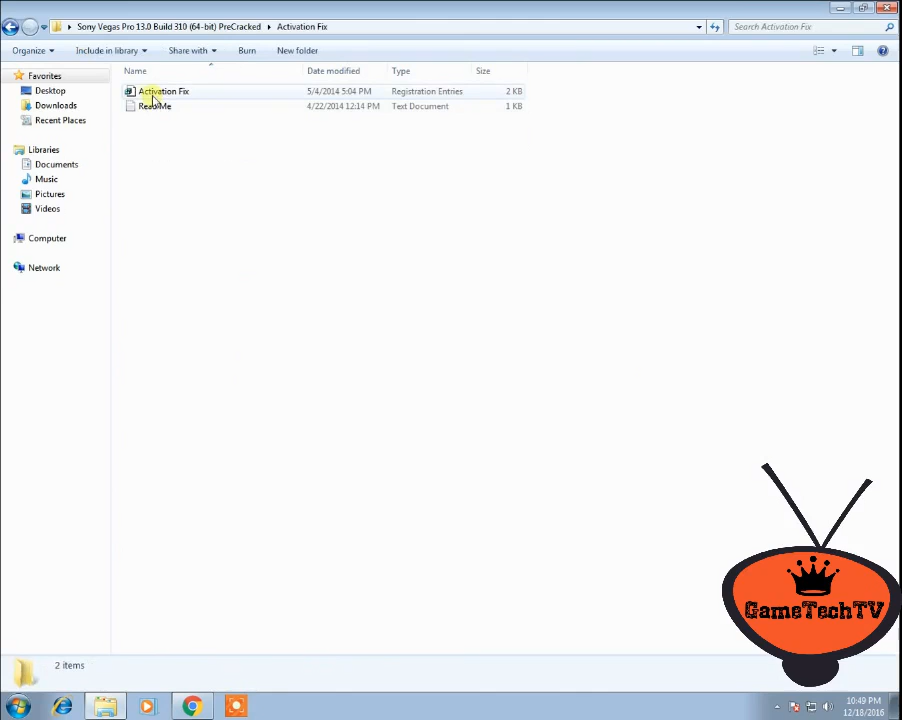 Sony Vegas Pro 13.0 Build 310 (64-bit) PreCracked Activation Fix
Search Activation Fix
Organize Include in library Share with Burn New folder
Name Date modified Type Size
Favorites
Desktop
Downloads
Recent Places
Libraries
Documents
Music
Pictures
Videos
Computer
Network
Activation Fix 5/4/2014 5:04 PM Registration Entries 2 KB
Read Me 4/22/2014 12:14 PM Text Document 1 KB
GameTechTV
2 items
10:49 PM
12/18/2016